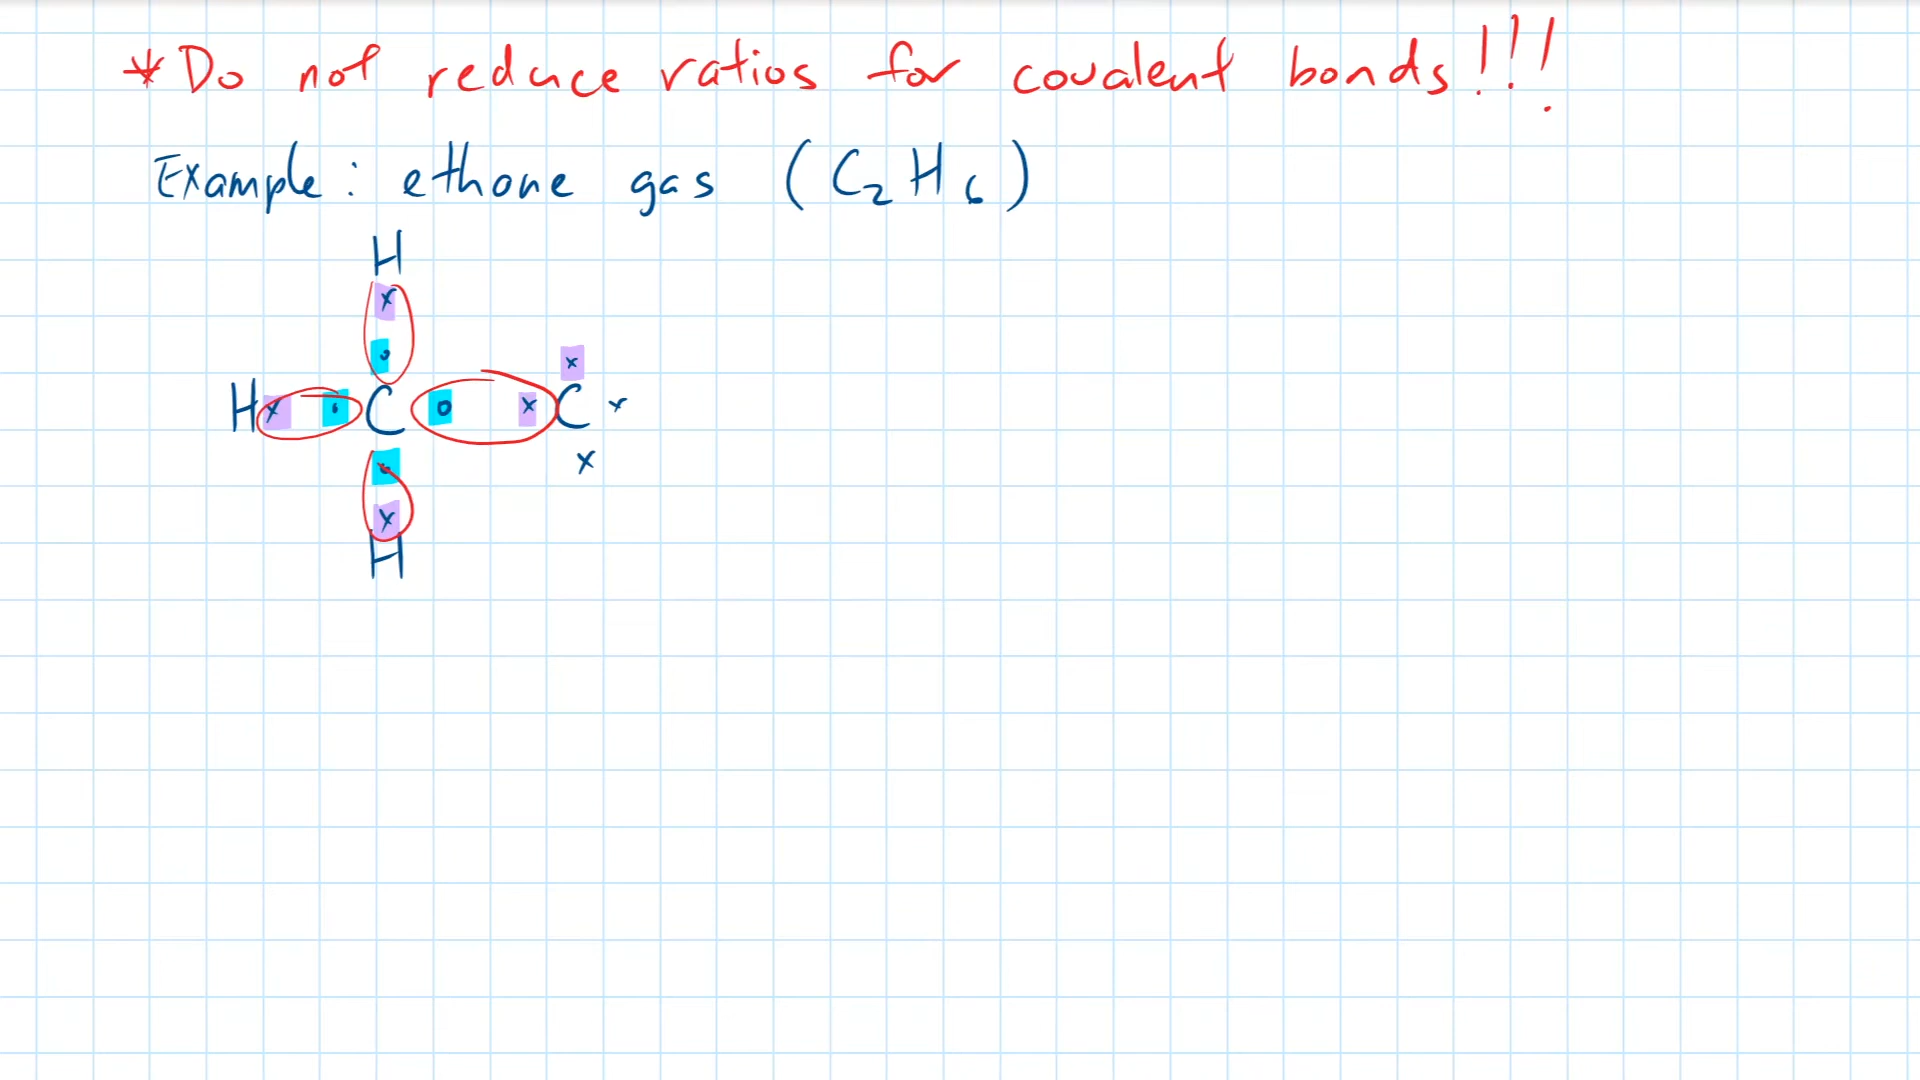 *Do not reduce ratios for covalent bonds!!!
Example: ethane gas (C₂H₆)
H
x
o
x
H x o C o x C x
o
x
x
H